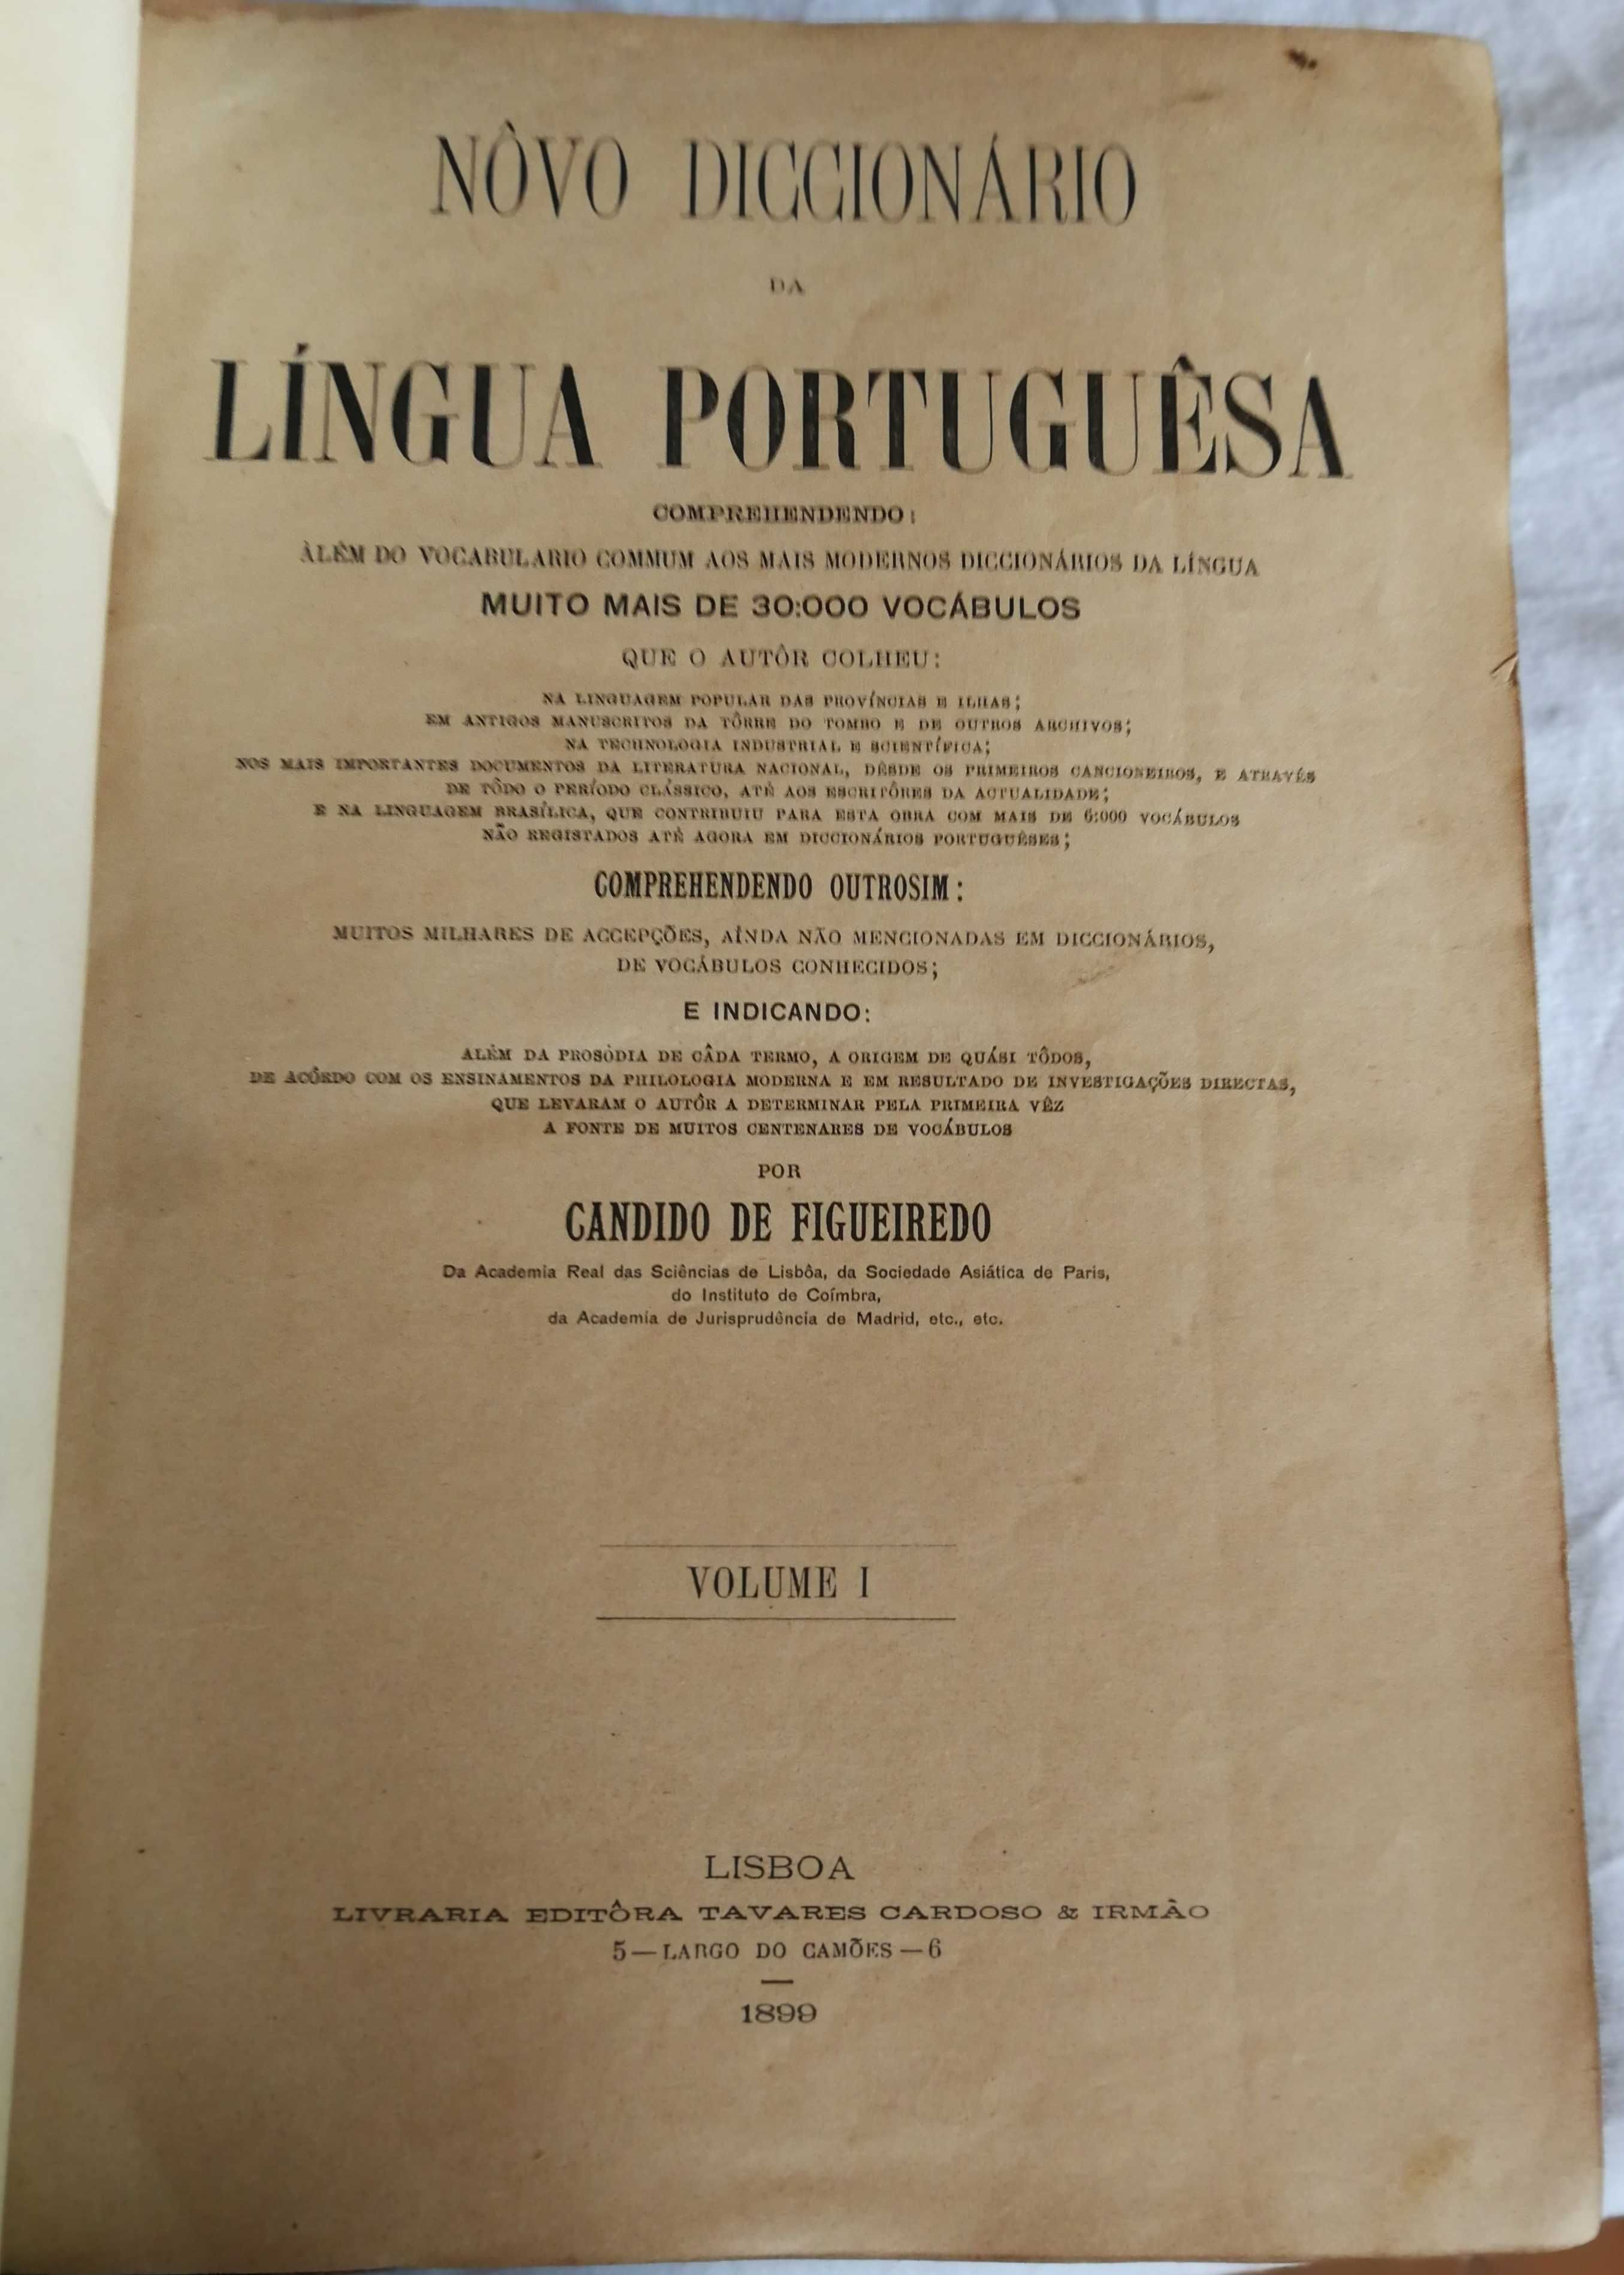 NÔVO DICCIONÁRIO
DA
LÍNGUA PORTUGUÊSA
COMPREHENDENDO:
ÀLÉM DO VOCABULARIO COMMUM AOS MAIS MODERNOS DICCIONÁRIOS DA LÍNGUA
MUITO MAIS DE 30:000 VOCÁBULOS
QUE O AUTÔR COLHEU:
NA LINGUAGEM POPULAR DAS PROVÍNCIAS E ILHAS;
EM ANTIGOS MANUSCRITOS DA TÔRRE DO TOMBO E DE OUTROS ARCHIVOS;
NA TECHNOLOGIA INDUSTRIAL E SCIENTÍFICA;
NOS MAIS IMPORTANTES DOCUMENTOS DA LITERATURA NACIONAL, DÊSDE OS PRIMEIROS CANCIONEIROS, E ATRAVÉS
DE TÔDO O PERÍODO CLÁSSICO, ATÉ AOS ESCRITÔRES DA ACTUALIDADE;
E NA LINGUAGEM BRASÍLICA, QUE CONTRIBUIU PARA ESTA OBRA COM MAIS DE 6:000 VOCÁBULOS
NÃO REGISTADOS ATÉ AGORA EM DICCIONÁRIOS PORTUGUÊSES;
COMPREHENDENDO OUTROSIM:
MUITOS MILHARES DE ACCEPÇÕES, AÍNDA NÃO MENCIONADAS EM DICCIONÁRIOS,
DE VOCÁBULOS CONHECIDOS;
E INDICANDO:
ALÉM DA PROSÓDIA DE CÂDA TERMO, A ORIGEM DE QUÁSI TÔDOS,
DE ACÔRDO COM OS ENSINAMENTOS DA PHILOLOGIA MODERNA E EM RESULTADO DE INVESTIGAÇÕES DIRECTAS,
QUE LEVARAM O AUTÔR A DETERMINAR PELA PRIMEIRA VÊZ
A FONTE DE MUITOS CENTENARES DE VOCÁBULOS
POR
CANDIDO DE FIGUEIREDO
Da Academia Real das Sciências de Lisbôa, da Sociedade Asiática de Paris,
do Instituto de Coímbra,
da Academia de Jurisprudência de Madrid, etc., etc.
VOLUME I
LISBOA
LIVRARIA EDITÔRA TAVARES CARDOSO & IRMÃO
5—LARGO DO CAMÕES—6
1899